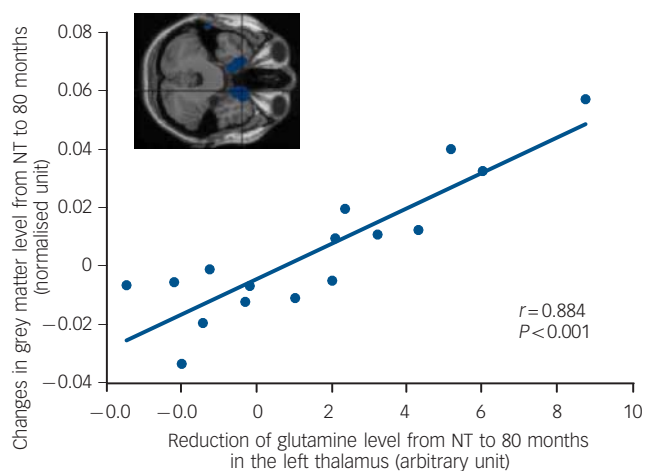 Changes in grey matter level from NT to 80 months
(normalised unit)
0.08
0.06
0.04
0.02
0
−0.02
−0.04
r=0.884
P<0.001
−0.0 −0.0 0 2 4 6 8 10
Reduction of glutamine level from NT to 80 months
in the left thalamus (arbitrary unit)